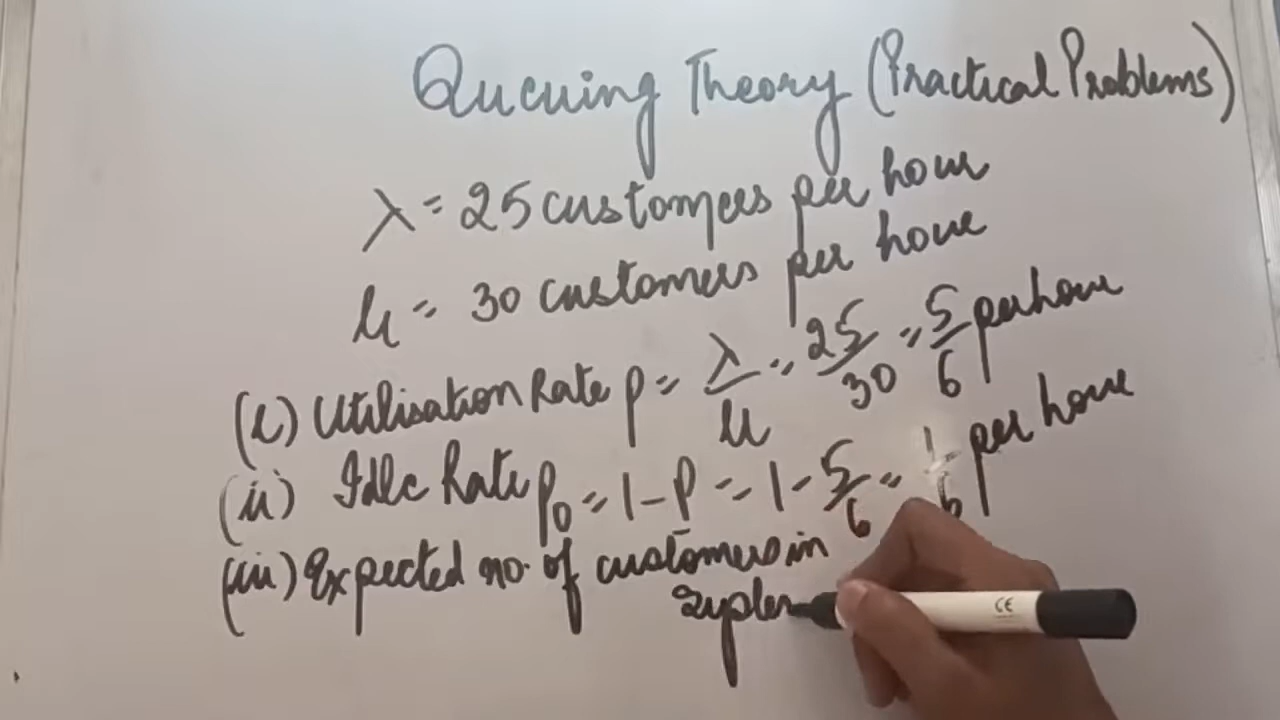 Queuing Theory (Practical Problems)
λ = 25 customers per hour
μ = 30 customers per hour
(i) Utilisation Rate ρ = λ/μ = 25/30 = 5/6 per hour
(ii) Idle Rate ρ₀ = 1 - ρ = 1 - 5/6 = 1/6 per hour
(iii) Expected no. of customers in
system
CE